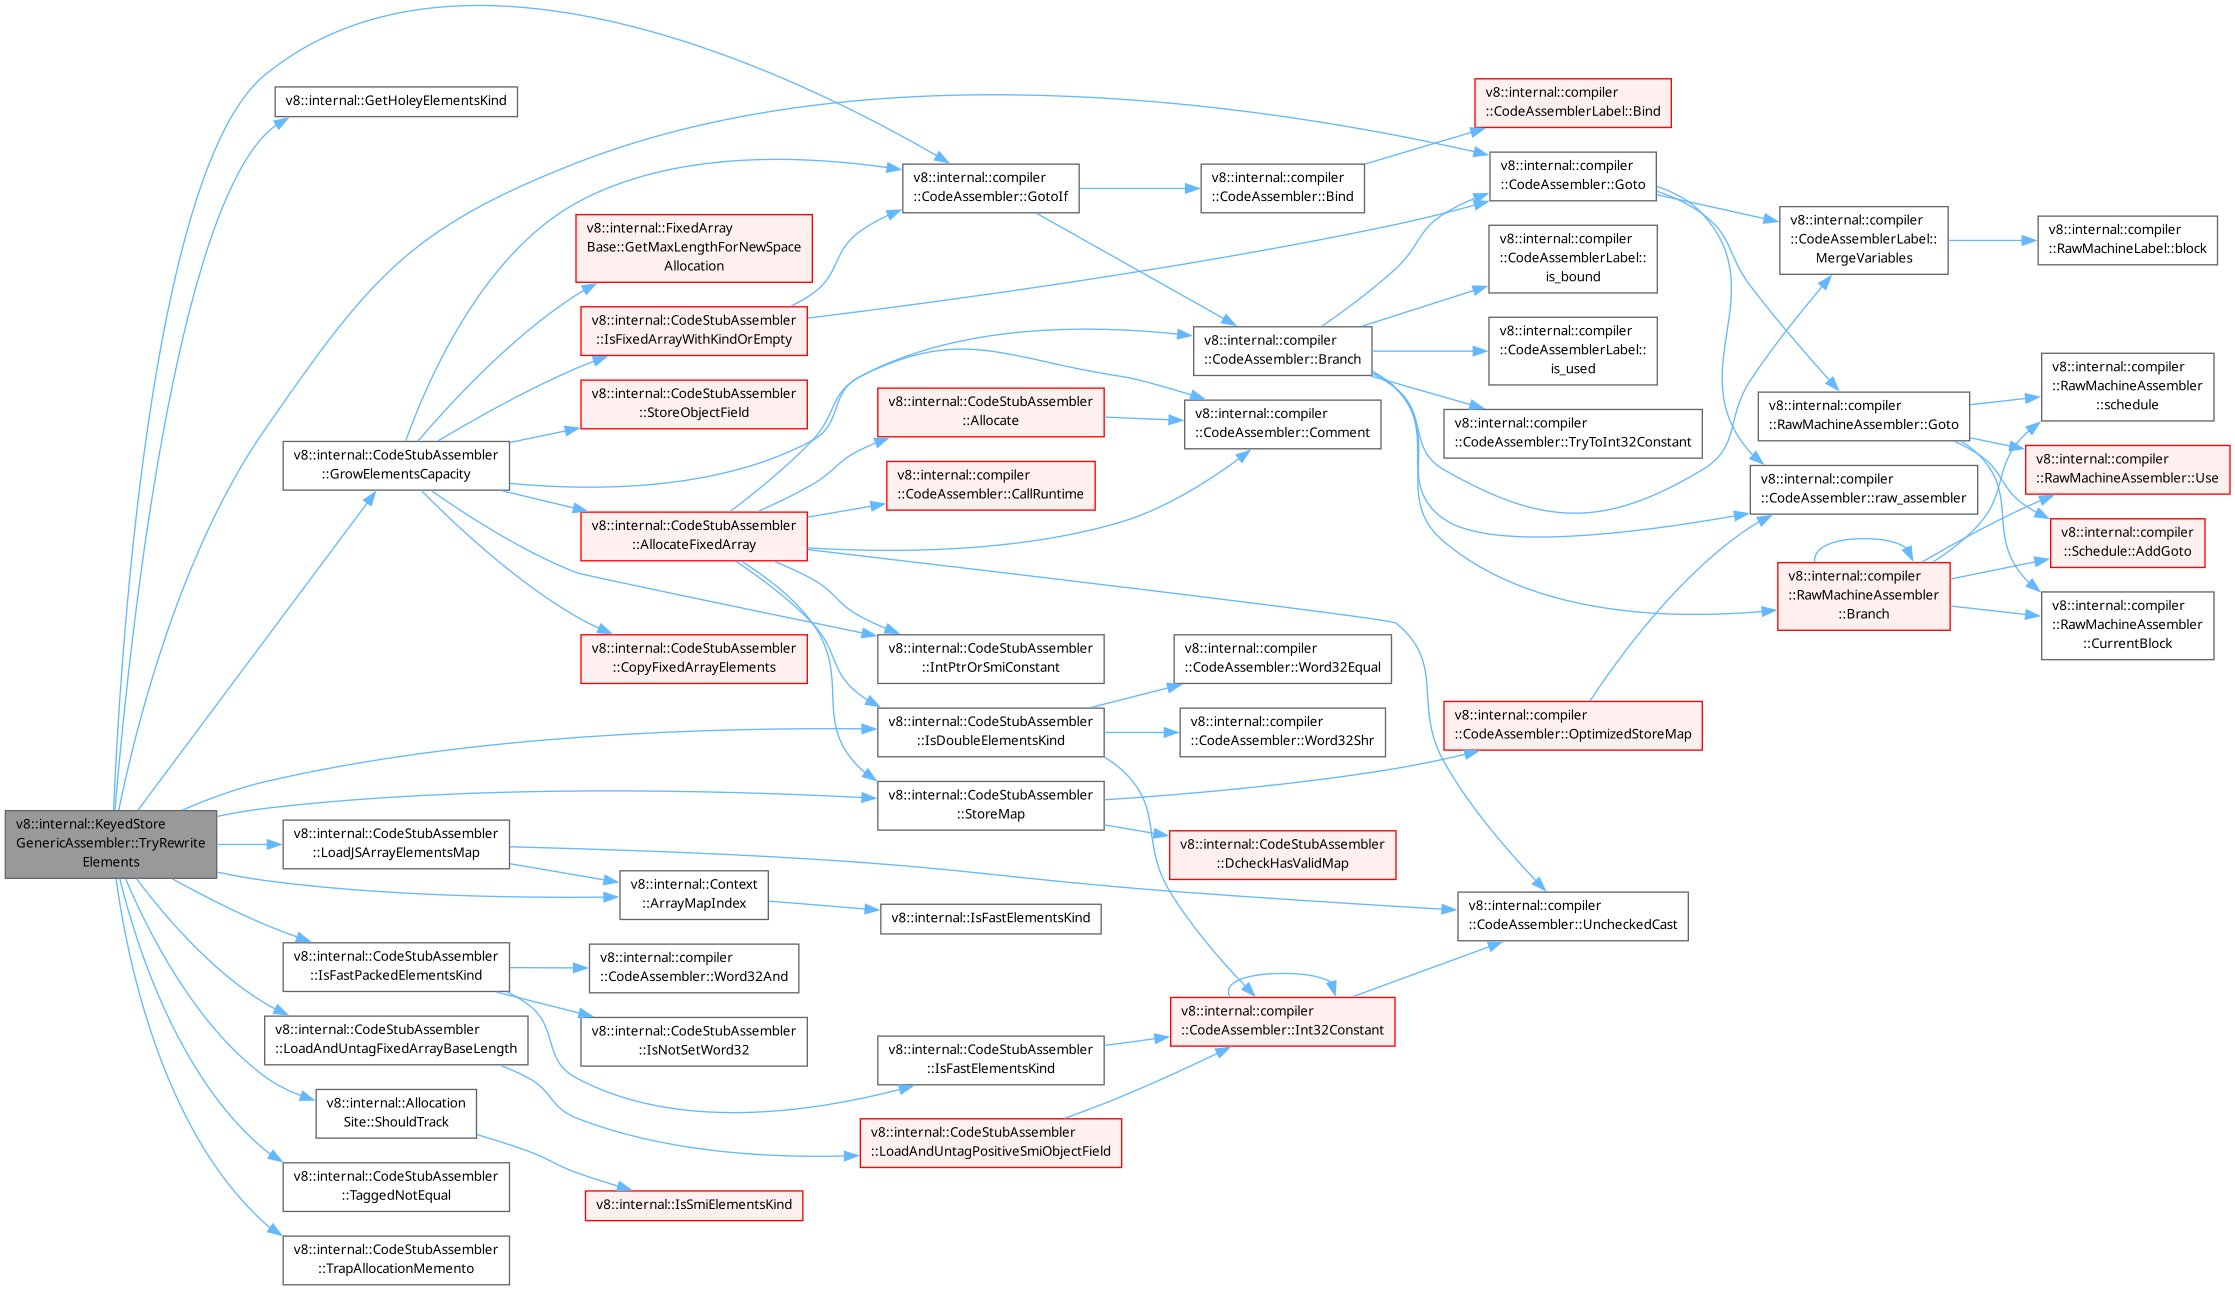 v8::internal::KeyedStore
GenericAssembler::TryRewrite
Elements
v8::internal::GetHoleyElementsKind
v8::internal::CodeStubAssembler
::GrowElementsCapacity
v8::internal::CodeStubAssembler
::LoadJSArrayElementsMap
v8::internal::CodeStubAssembler
::IsFastPackedElementsKind
v8::internal::CodeStubAssembler
::LoadAndUntagFixedArrayBaseLength
v8::internal::Allocation
Site::ShouldTrack
v8::internal::CodeStubAssembler
::TaggedNotEqual
v8::internal::CodeStubAssembler
::TrapAllocationMemento
v8::internal::FixedArray
Base::GetMaxLengthForNewSpace
Allocation
v8::internal::CodeStubAssembler
::IsFixedArrayWithKindOrEmpty
v8::internal::CodeStubAssembler
::StoreObjectField
v8::internal::CodeStubAssembler
::AllocateFixedArray
v8::internal::CodeStubAssembler
::CopyFixedArrayElements
v8::internal::Context
::ArrayMapIndex
v8::internal::compiler
::CodeAssembler::Word32And
v8::internal::CodeStubAssembler
::IsNotSetWord32
v8::internal::IsSmiElementsKind
v8::internal::compiler
::CodeAssembler::GotoIf
v8::internal::CodeStubAssembler
::Allocate
v8::internal::compiler
::CodeAssembler::CallRuntime
v8::internal::CodeStubAssembler
::IntPtrOrSmiConstant
v8::internal::CodeStubAssembler
::IsDoubleElementsKind
v8::internal::CodeStubAssembler
::StoreMap
v8::internal::IsFastElementsKind
v8::internal::CodeStubAssembler
::IsFastElementsKind
v8::internal::CodeStubAssembler
::LoadAndUntagPositiveSmiObjectField
v8::internal::compiler
::CodeAssembler::Bind
v8::internal::compiler
::CodeAssembler::Branch
v8::internal::compiler
::CodeAssembler::Comment
v8::internal::compiler
::CodeAssembler::Word32Equal
v8::internal::compiler
::CodeAssembler::Word32Shr
v8::internal::CodeStubAssembler
::DcheckHasValidMap
v8::internal::compiler
::CodeAssembler::Int32Constant
v8::internal::compiler
::CodeAssemblerLabel::Bind
v8::internal::compiler
::CodeAssembler::Goto
v8::internal::compiler
::CodeAssemblerLabel::
is_bound
v8::internal::compiler
::CodeAssemblerLabel::
is_used
v8::internal::compiler
::CodeAssembler::TryToInt32Constant
v8::internal::compiler
::CodeAssembler::OptimizedStoreMap
v8::internal::compiler
::CodeAssembler::UncheckedCast
v8::internal::compiler
::CodeAssemblerLabel::
MergeVariables
v8::internal::compiler
::RawMachineAssembler::Goto
v8::internal::compiler
::CodeAssembler::raw_assembler
v8::internal::compiler
::RawMachineAssembler
::Branch
v8::internal::compiler
::RawMachineLabel::block
v8::internal::compiler
::RawMachineAssembler
::schedule
v8::internal::compiler
::RawMachineAssembler::Use
v8::internal::compiler
::Schedule::AddGoto
v8::internal::compiler
::RawMachineAssembler
::CurrentBlock